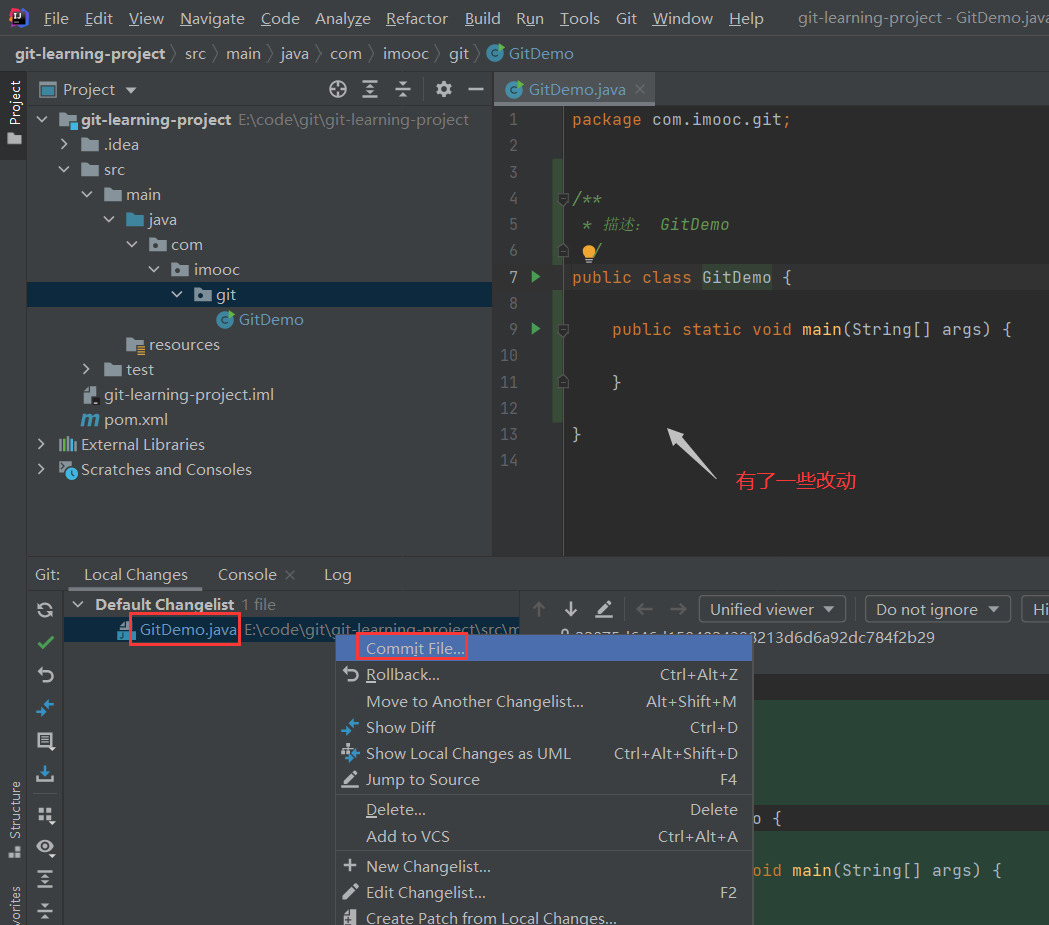 File Edit View Navigate Code Analyze Refactor Build Run Tools Git Window Help git-learning-project - GitDemo.java
git-learning-project src main java com imooc git GitDemo
Project
Project
GitDemo.java
git-learning-project E:\code\git\git-learning-project
.idea
src
main
java
com
imooc
git
GitDemo
resources
test
git-learning-project.iml
pom.xml
External Libraries
Scratches and Consoles
1 package com.imooc.git;
2
3
4 /**
5 * 描述： GitDemo
6 */
7 public class GitDemo {
8
9 public static void main(String[] args) {
10
11 }
12
13 }
14
有了一些改动
Git: Local Changes Console Log
Default Changelist 1 file
GitDemo.java E:\code\git\git-learning-project\src\m
Unified viewer Do not ignore Hi
213d6d6a92dc784f2b29
Commit File...
Rollback... Ctrl+Alt+Z
Move to Another Changelist... Alt+Shift+M
Show Diff Ctrl+D
Show Local Changes as UML Ctrl+Alt+Shift+D
Jump to Source F4
Delete... Delete
Add to VCS Ctrl+Alt+A
New Changelist...
Edit Changelist... F2
Create Patch from Local Changes...
o {
oid main(String[] args) {
Structure
vorites